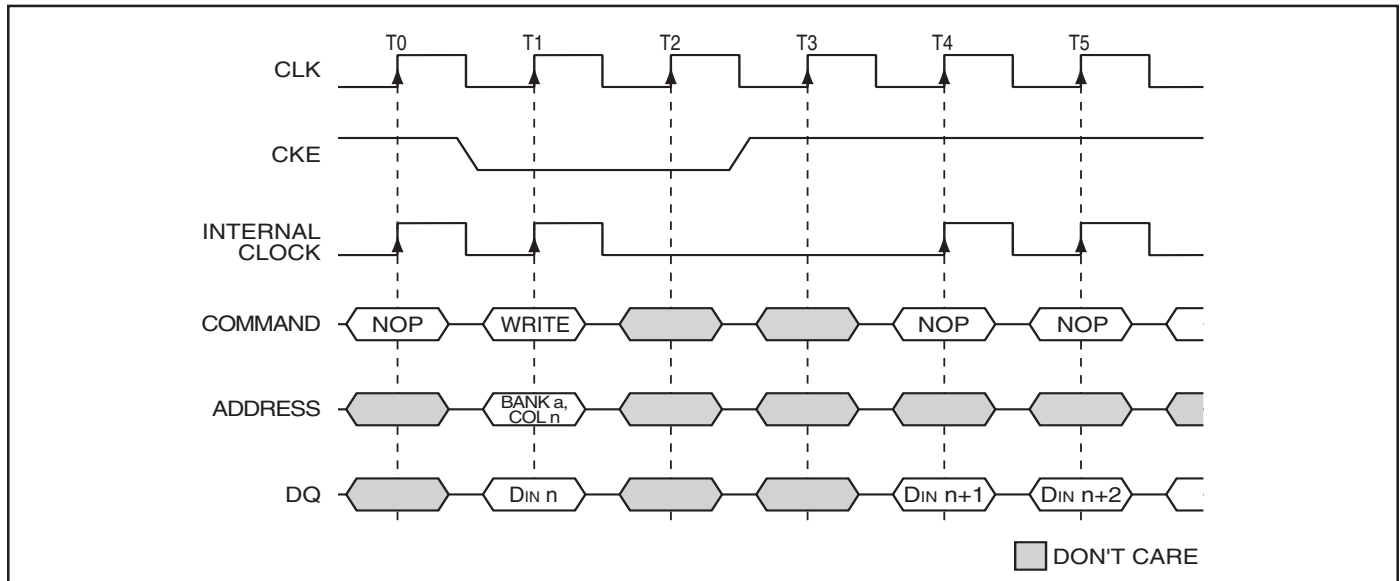 T0 T1 T2 T3 T4 T5
CLK
CKE
INTERNAL
CLOCK
COMMAND NOP WRITE NOP NOP
ADDRESS BANK a,
COL n
DQ DIN n DIN n+1 DIN n+2
DON'T CARE